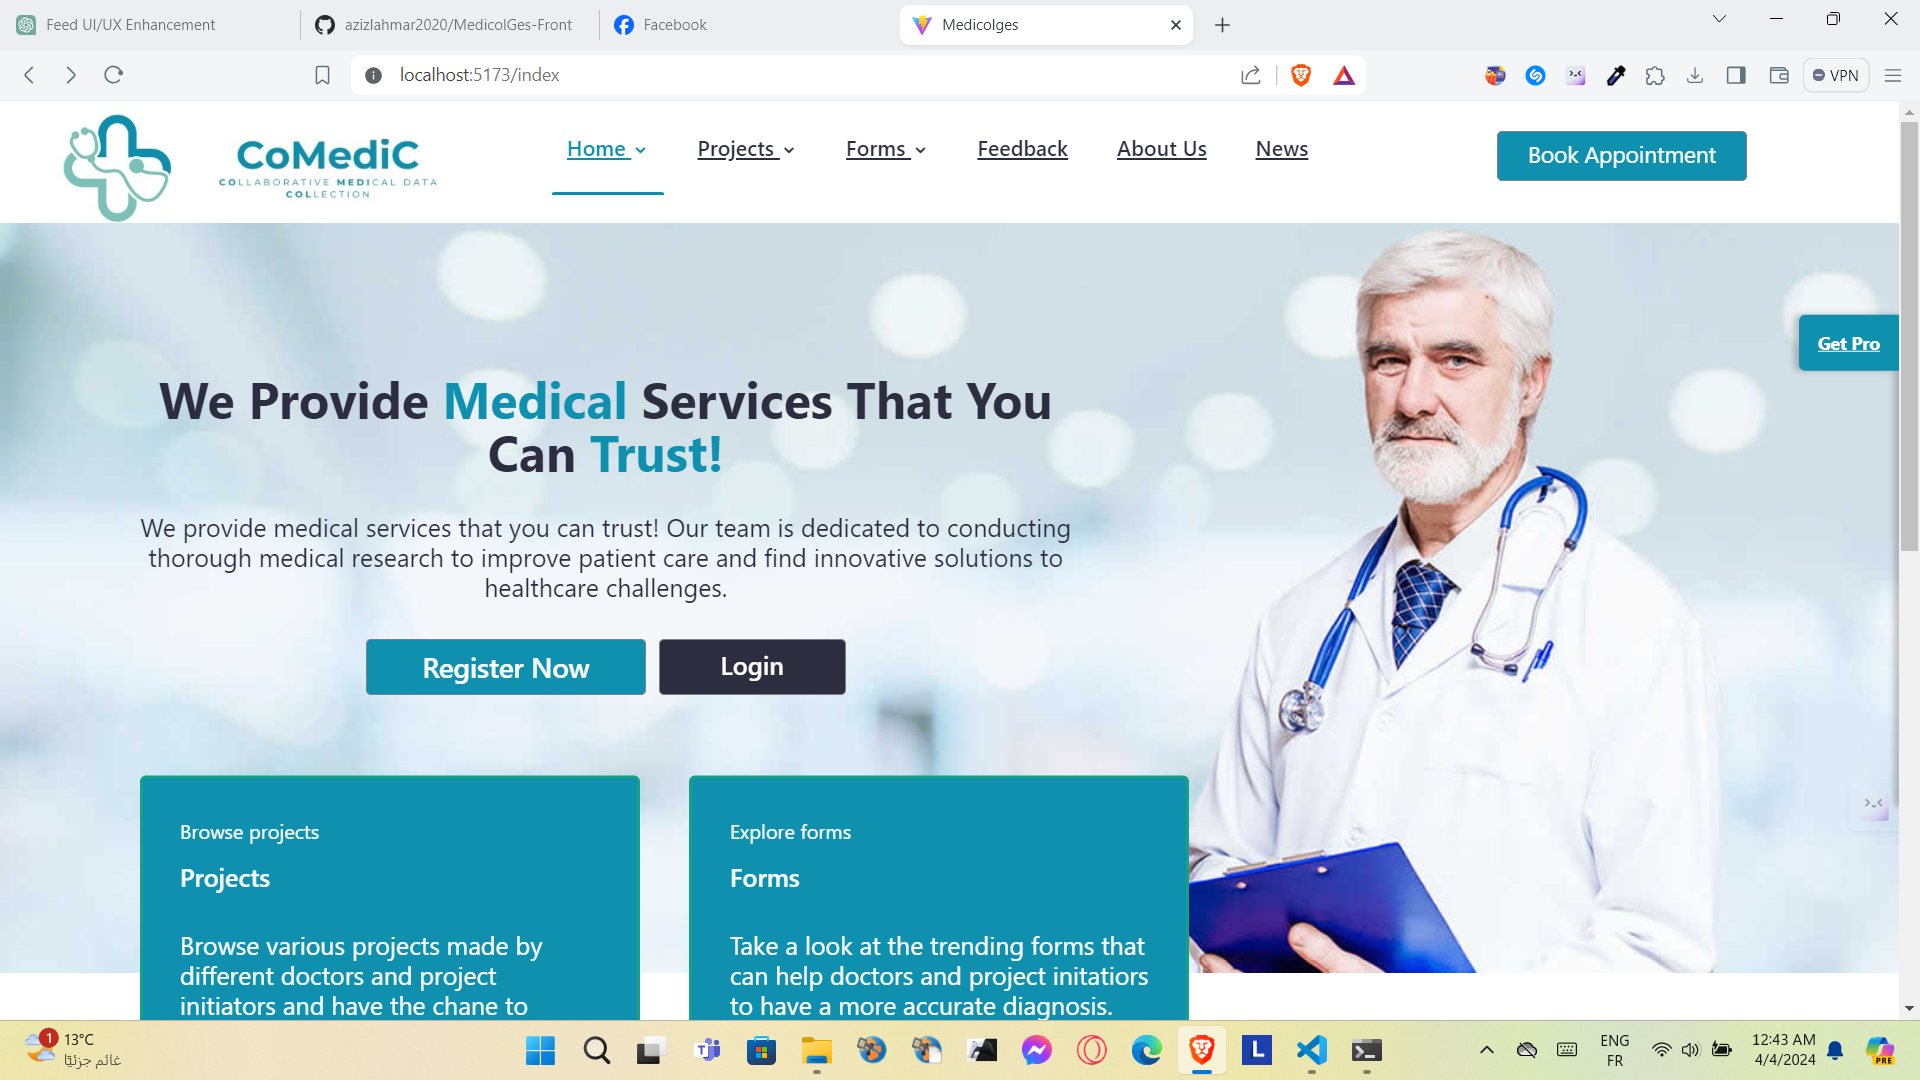 Feed UI/UX Enhancement
azizlahmar2020/MedicolGes-Front
Facebook
Medicolges
localhost:5173/index
VPN
CoMediC
COLLABORATIVE MEDICAL DATA
COLLECTION
Home
Projects
Forms
Feedback
About Us
News
Book Appointment
Get Pro
We Provide Medical Services That You
Can Trust!
We provide medical services that you can trust! Our team is dedicated to conducting
thorough medical research to improve patient care and find innovative solutions to
healthcare challenges.
Register Now
Login
Browse projects
Projects
Browse various projects made by
different doctors and project
initiators and have the chane to
Explore forms
Forms
Take a look at the trending forms that
can help doctors and project initatiors
to have a more accurate diagnosis.
1
13°C
غائم جزئيًا
L
ENG
FR
12:43 AM
4/4/2024
PRE